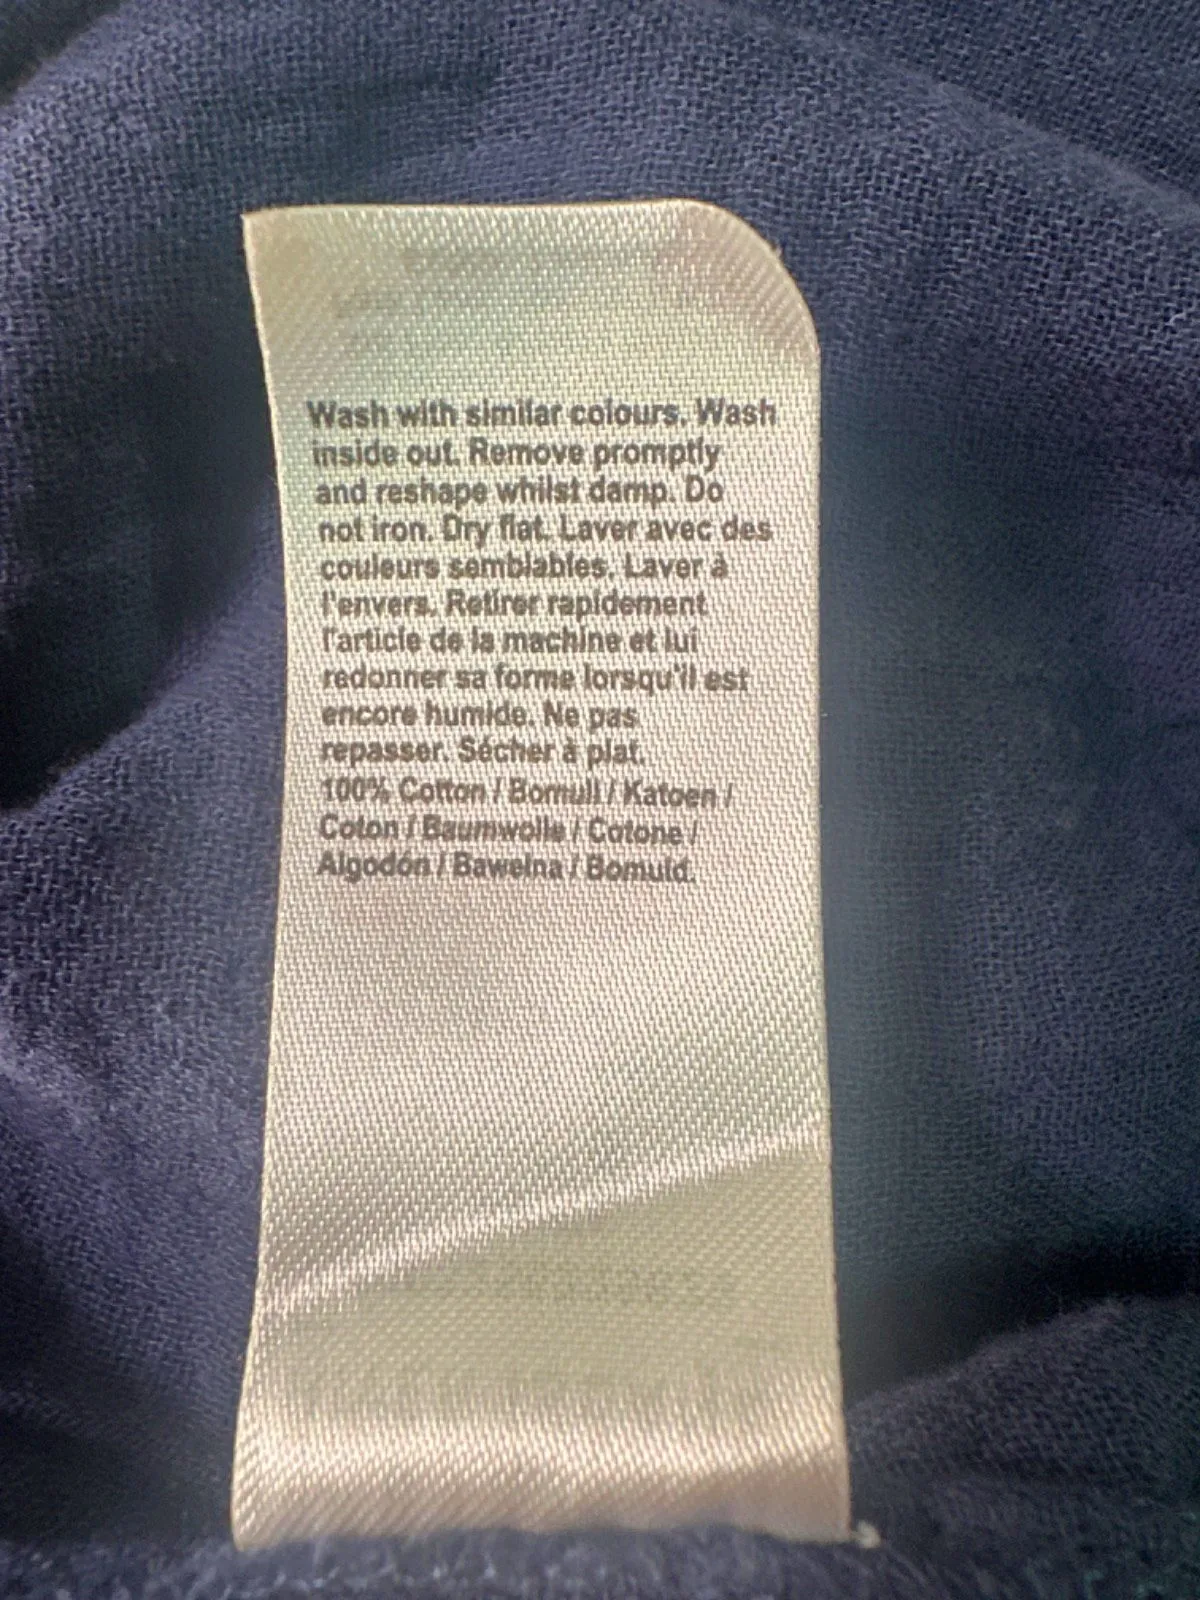 Wash with similar colours. Wash
inside out. Remove promptly
and reshape whilst damp. Do
not iron. Dry flat. Laver avec des
couleurs semblables. Laver à
l'envers. Retirer rapidement
l'article de la machine et lui
redonner sa forme lorsqu'il est
encore humide. Ne pas
repasser. Sécher à plat.
100% Cotton / Bomull / Katoen /
Coton / Baumwolle / Cotone /
Algodón / Bawelna / Bomuld.